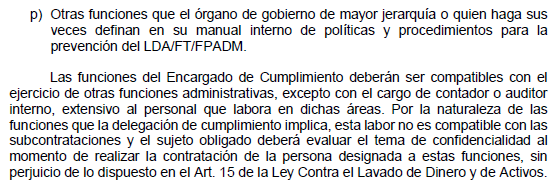 p) Otras funciones que el órgano de gobierno de mayor jerarquía o quien haga sus
veces definan en su manual interno de políticas y procedimientos para la
prevención del LDA/FT/FPADM.
Las funciones del Encargado de Cumplimiento deberán ser compatibles con el
ejercicio de otras funciones administrativas, excepto con el cargo de contador o auditor
interno, extensivo al personal que labora en dichas áreas. Por la naturaleza de las
funciones que la delegación de cumplimiento implica, esta labor no es compatible con las
subcontrataciones y el sujeto obligado deberá evaluar el tema de confidencialidad al
momento de realizar la contratación de la persona designada a estas funciones, sin
perjuicio de lo dispuesto en el Art. 15 de la Ley Contra el Lavado de Dinero y de Activos.